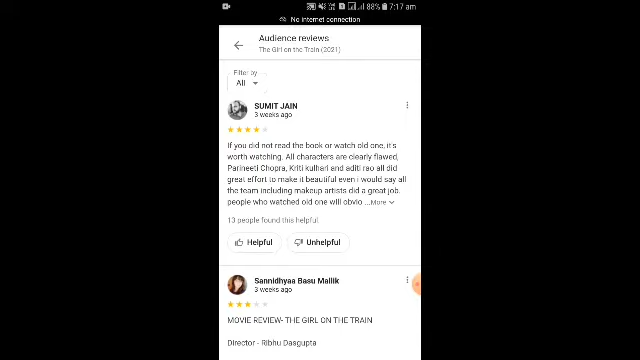 88% 7:17 am
No internet connection
Audience reviews
The Girl on the Train (2021)
Filter by
All
SUMIT JAIN
3 weeks ago
If you did not read the book or watch old one, it's
worth watching. All characters are clearly flawed,
Parineeti Chopra, Kriti kulhari and aditi rao all did
great effort to make it beautiful even i would say all
the team including makeup artists did a great job.
people who watched old one will obvio ...More
13 people found this helpful
Helpful Unhelpful
Sannidhyaa Basu Mallik
3 weeks ago
MOVIE REVIEW- THE GIRL ON THE TRAIN
Director - Ribhu Dasgupta